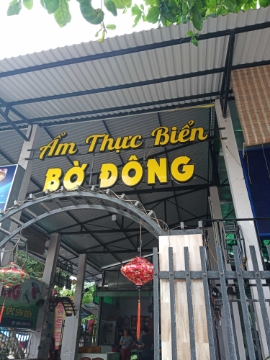 Ẩm Thực Biển
BỜ ĐÔNG